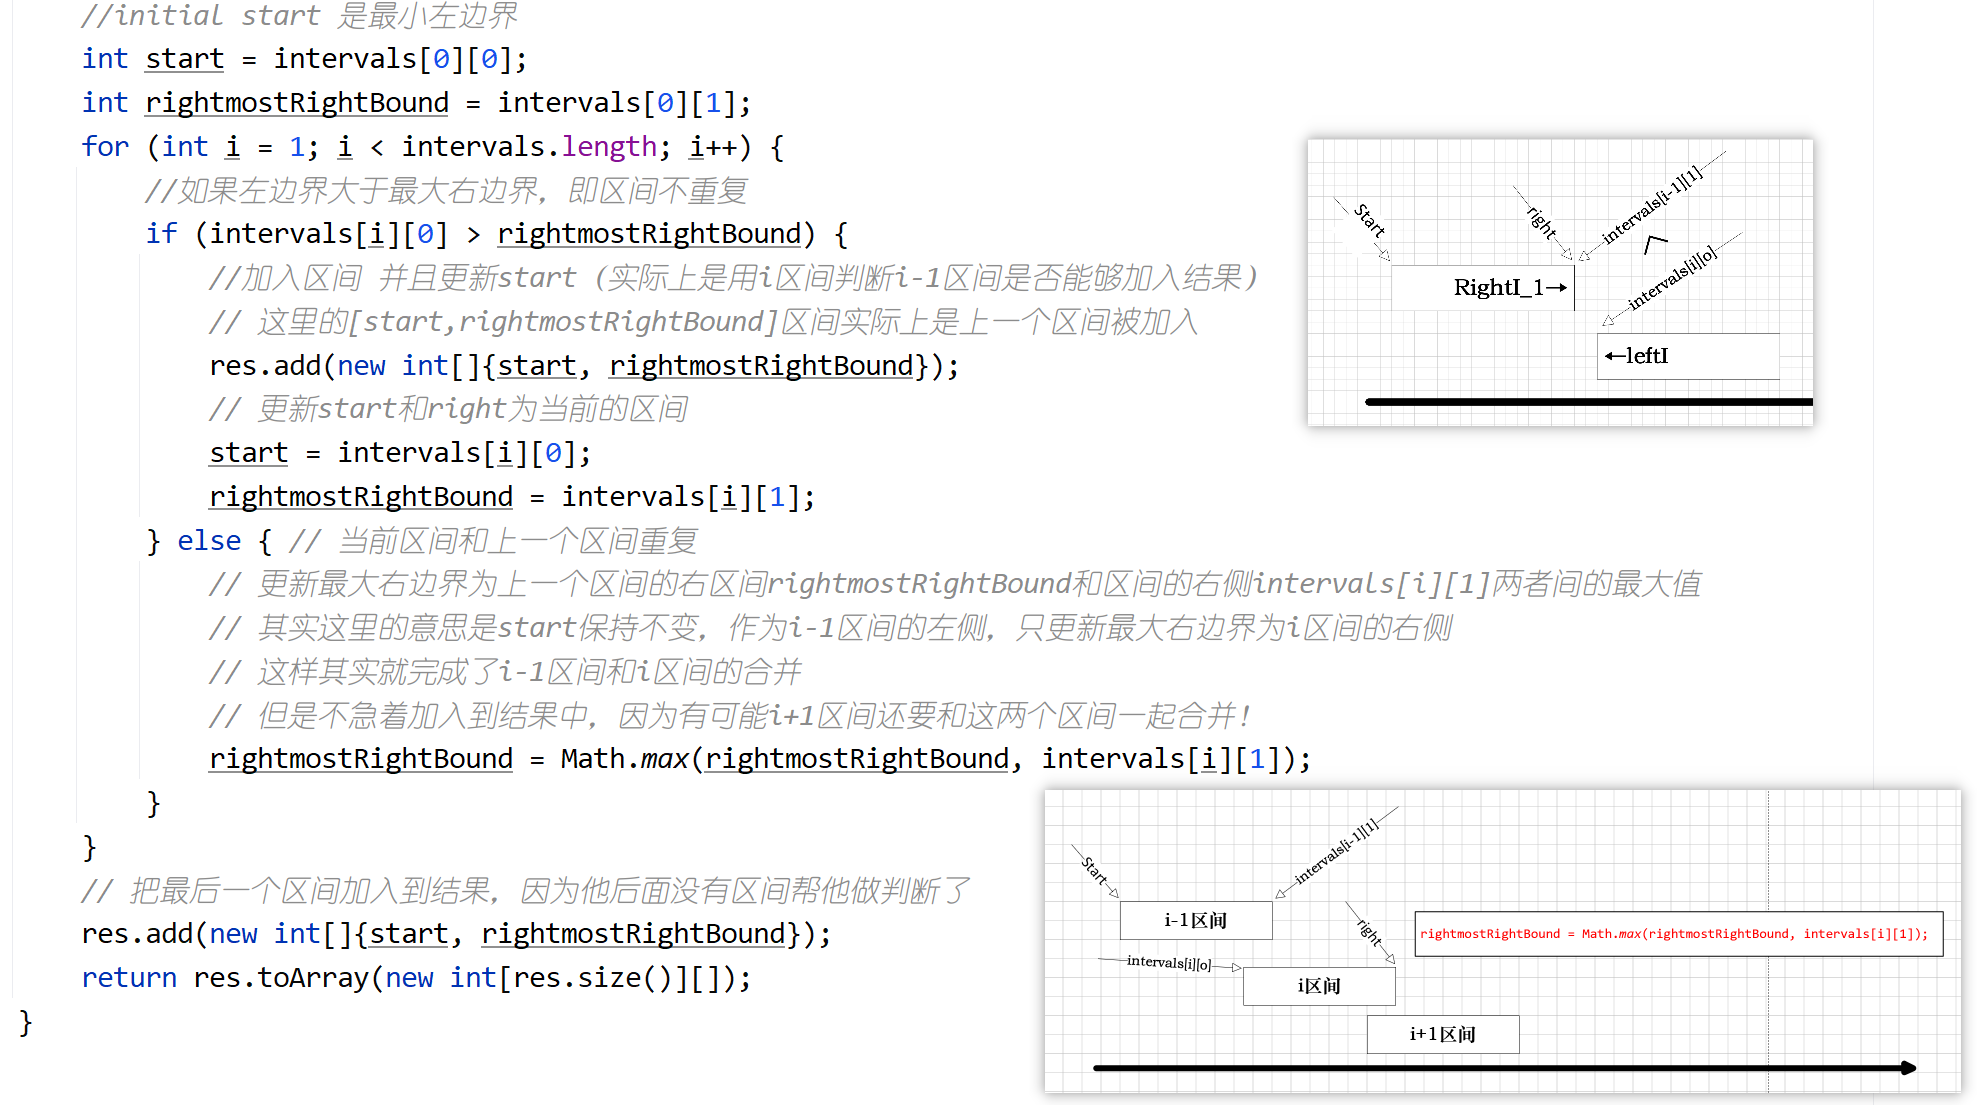 //initial start 是最小左边界
int start = intervals[0][0];
int rightmostRightBound = intervals[0][1];
for (int i = 1; i < intervals.length; i++) {
//如果左边界大于最大右边界，即区间不重复
if (intervals[i][0] > rightmostRightBound) {
//加入区间 并且更新start (实际上是用i区间判断i-1区间是否能够加入结果)
// 这里的[start,rightmostRightBound]区间实际上是上一个区间被加入
res.add(new int[]{start, rightmostRightBound});
// 更新start和right为当前的区间
start = intervals[i][0];
rightmostRightBound = intervals[i][1];
} else { // 当前区间和上一个区间重复
// 更新最大右边界为上一个区间的右区间rightmostRightBound和区间的右侧intervals[i][1]两者间的最大值
// 其实这里的意思是start保持不变，作为i-1区间的左侧，只更新最大右边界为i区间的右侧
// 这样其实就完成了i-1区间和i区间的合并
// 但是不急着加入到结果中，因为有可能i+1区间还要和这两个区间一起合并！
rightmostRightBound = Math.max(rightmostRightBound, intervals[i][1]);
}
}
// 把最后一个区间加入到结果，因为他后面没有区间帮他做判断了
res.add(new int[]{start, rightmostRightBound});
return res.toArray(new int[res.size()][]);
}
Start
right
intervals[i-1][1]
<
intervals[i][0]
RightI_1→
←leftI
Start
intervals[i-1][1]
i-1区间
right
rightmostRightBound = Math.max(rightmostRightBound, intervals[i][1]);
intervals[i][0]
i区间
i+1区间